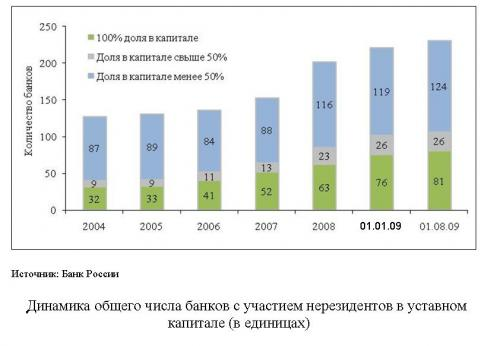 250
200
150
100
50
0
Количество банков
100% доля в капитале
Доля в капитале свыше 50%
Доля в капитале менее 50%
87 89 84 88 116 119 124
9 9 11 13 23 26 26
32 33 41 52 63 76 81
2004 2005 2006 2007 2008 01.01.09 01.08.09
Источник: Банк России
Динамика общего числа банков с участием нерезидентов в уставном
капитале (в единицах)